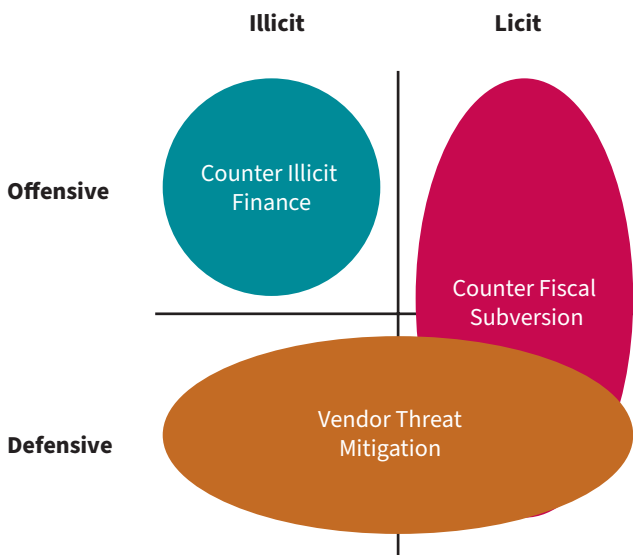 Illicit
Licit
Offensive
Counter Illicit
Finance
Counter Fiscal
Subversion
Vendor Threat
Mitigation
Defensive